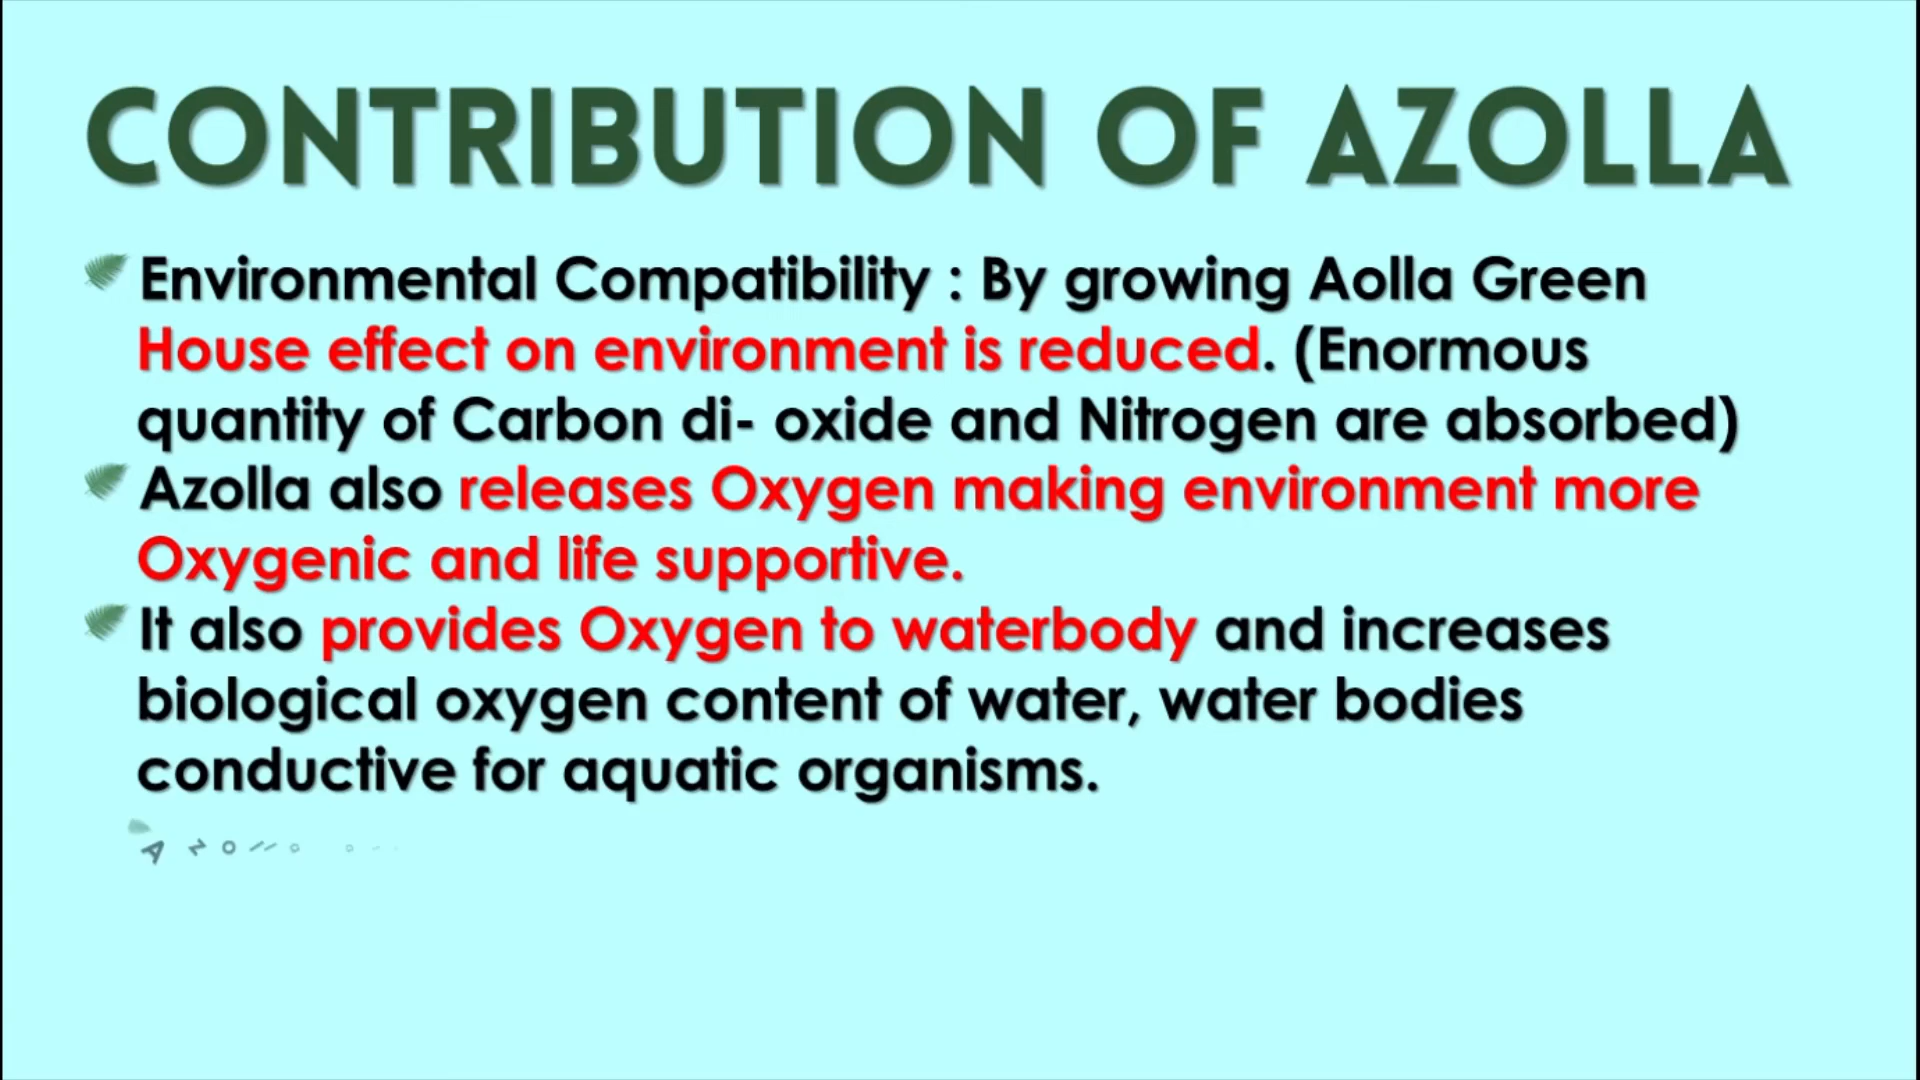 CONTRIBUTION OF AZOLLA
Environmental Compatibility : By growing Aolla Green
House effect on environment is reduced. (Enormous
quantity of Carbon di- oxide and Nitrogen are absorbed)
Azolla also releases Oxygen making environment more
Oxygenic and life supportive.
It also provides Oxygen to waterbody and increases
biological oxygen content of water, water bodies
conductive for aquatic organisms.
Azolla